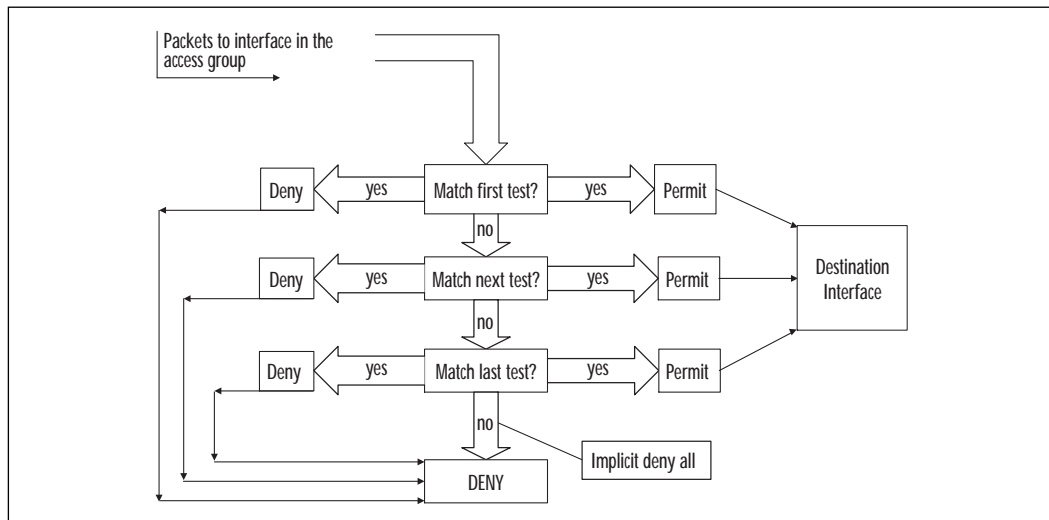 Packets to interface in the
access group
Deny
yes
Match first test?
yes
Permit
no
Deny
yes
Match next test?
yes
Permit
Destination
Interface
no
Deny
yes
Match last test?
yes
Permit
no
Implicit deny all
DENY